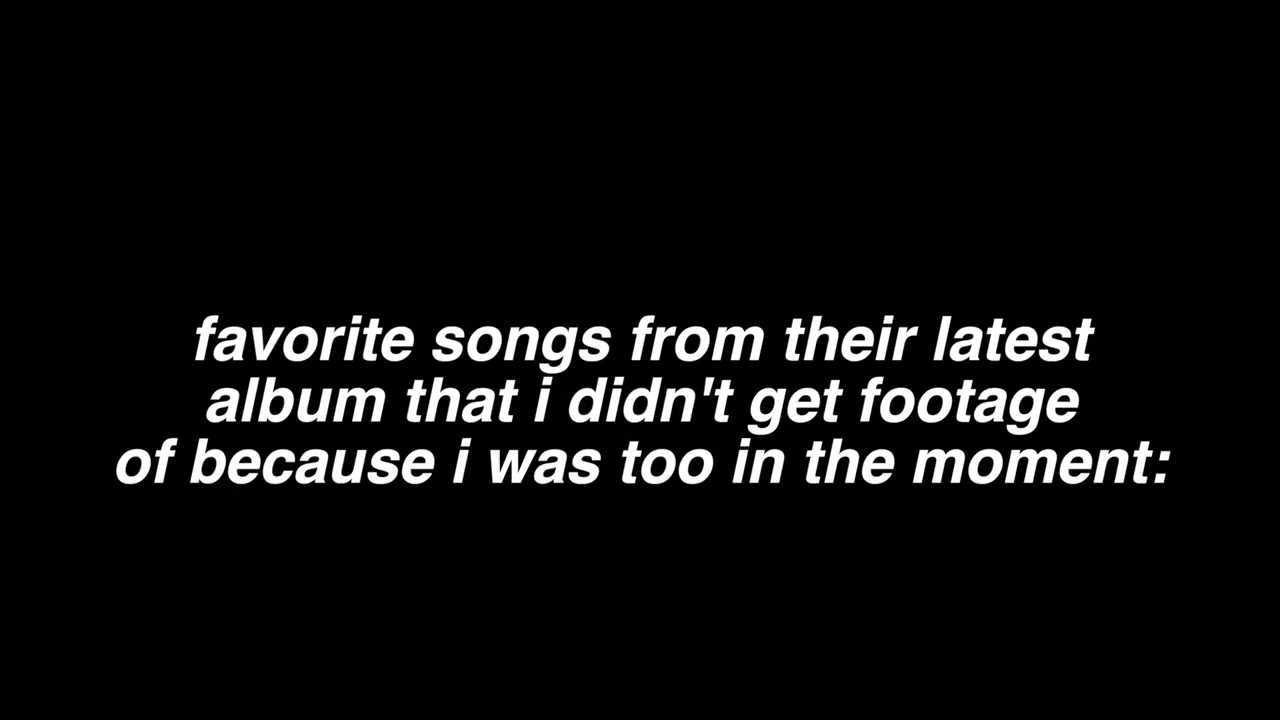 favorite songs from their latest
album that i didn't get footage
of because i was too in the moment: